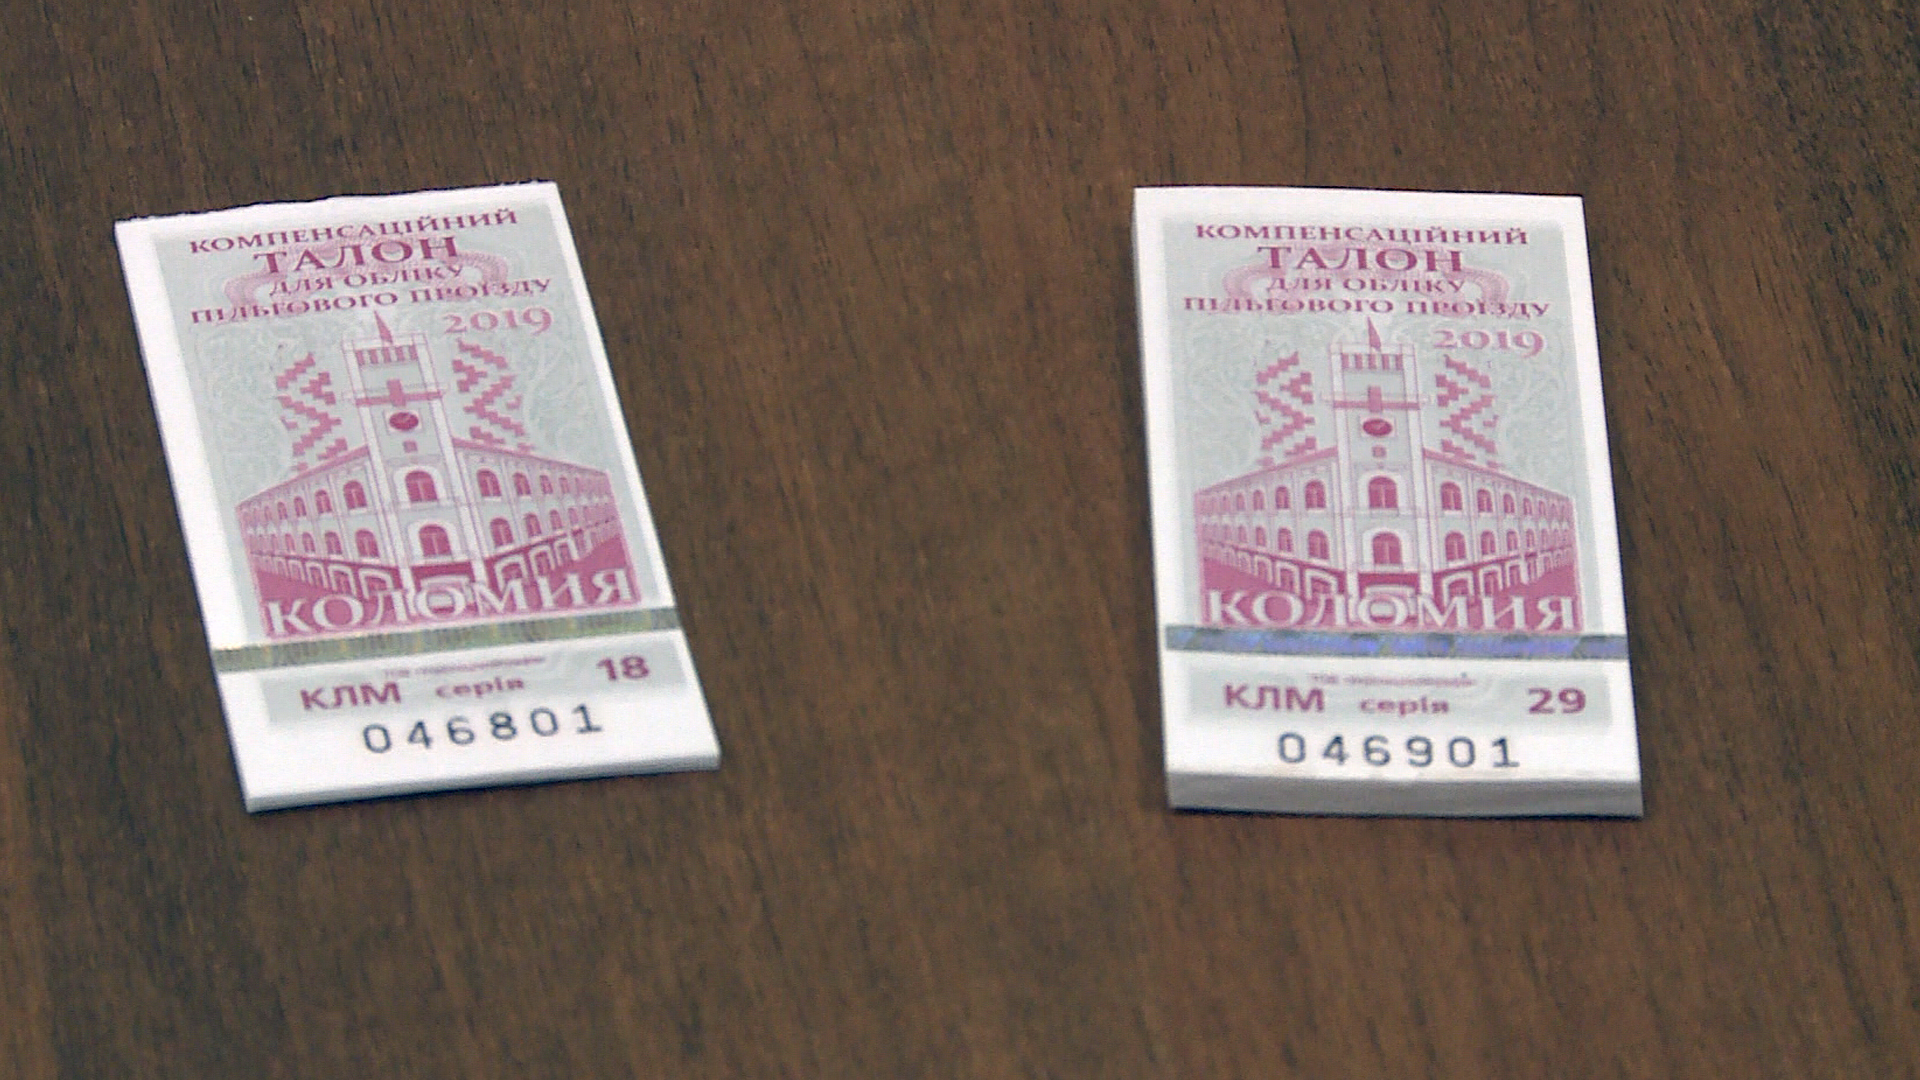 КОМПЕНСАЦІЙНИЙ
ТАЛОН
ДЛЯ ОБЛІКУ
ПІЛЬГОВОГО ПРОЇЗДУ
2019
КОЛОМИЯ
КЛМ серія 18
046801
КОМПЕНСАЦІЙНИЙ
ТАЛОН
ДЛЯ ОБЛІКУ
ПІЛЬГОВОГО ПРОЇЗДУ
2019
КОЛОМИЯ
КЛМ серія 29
046901